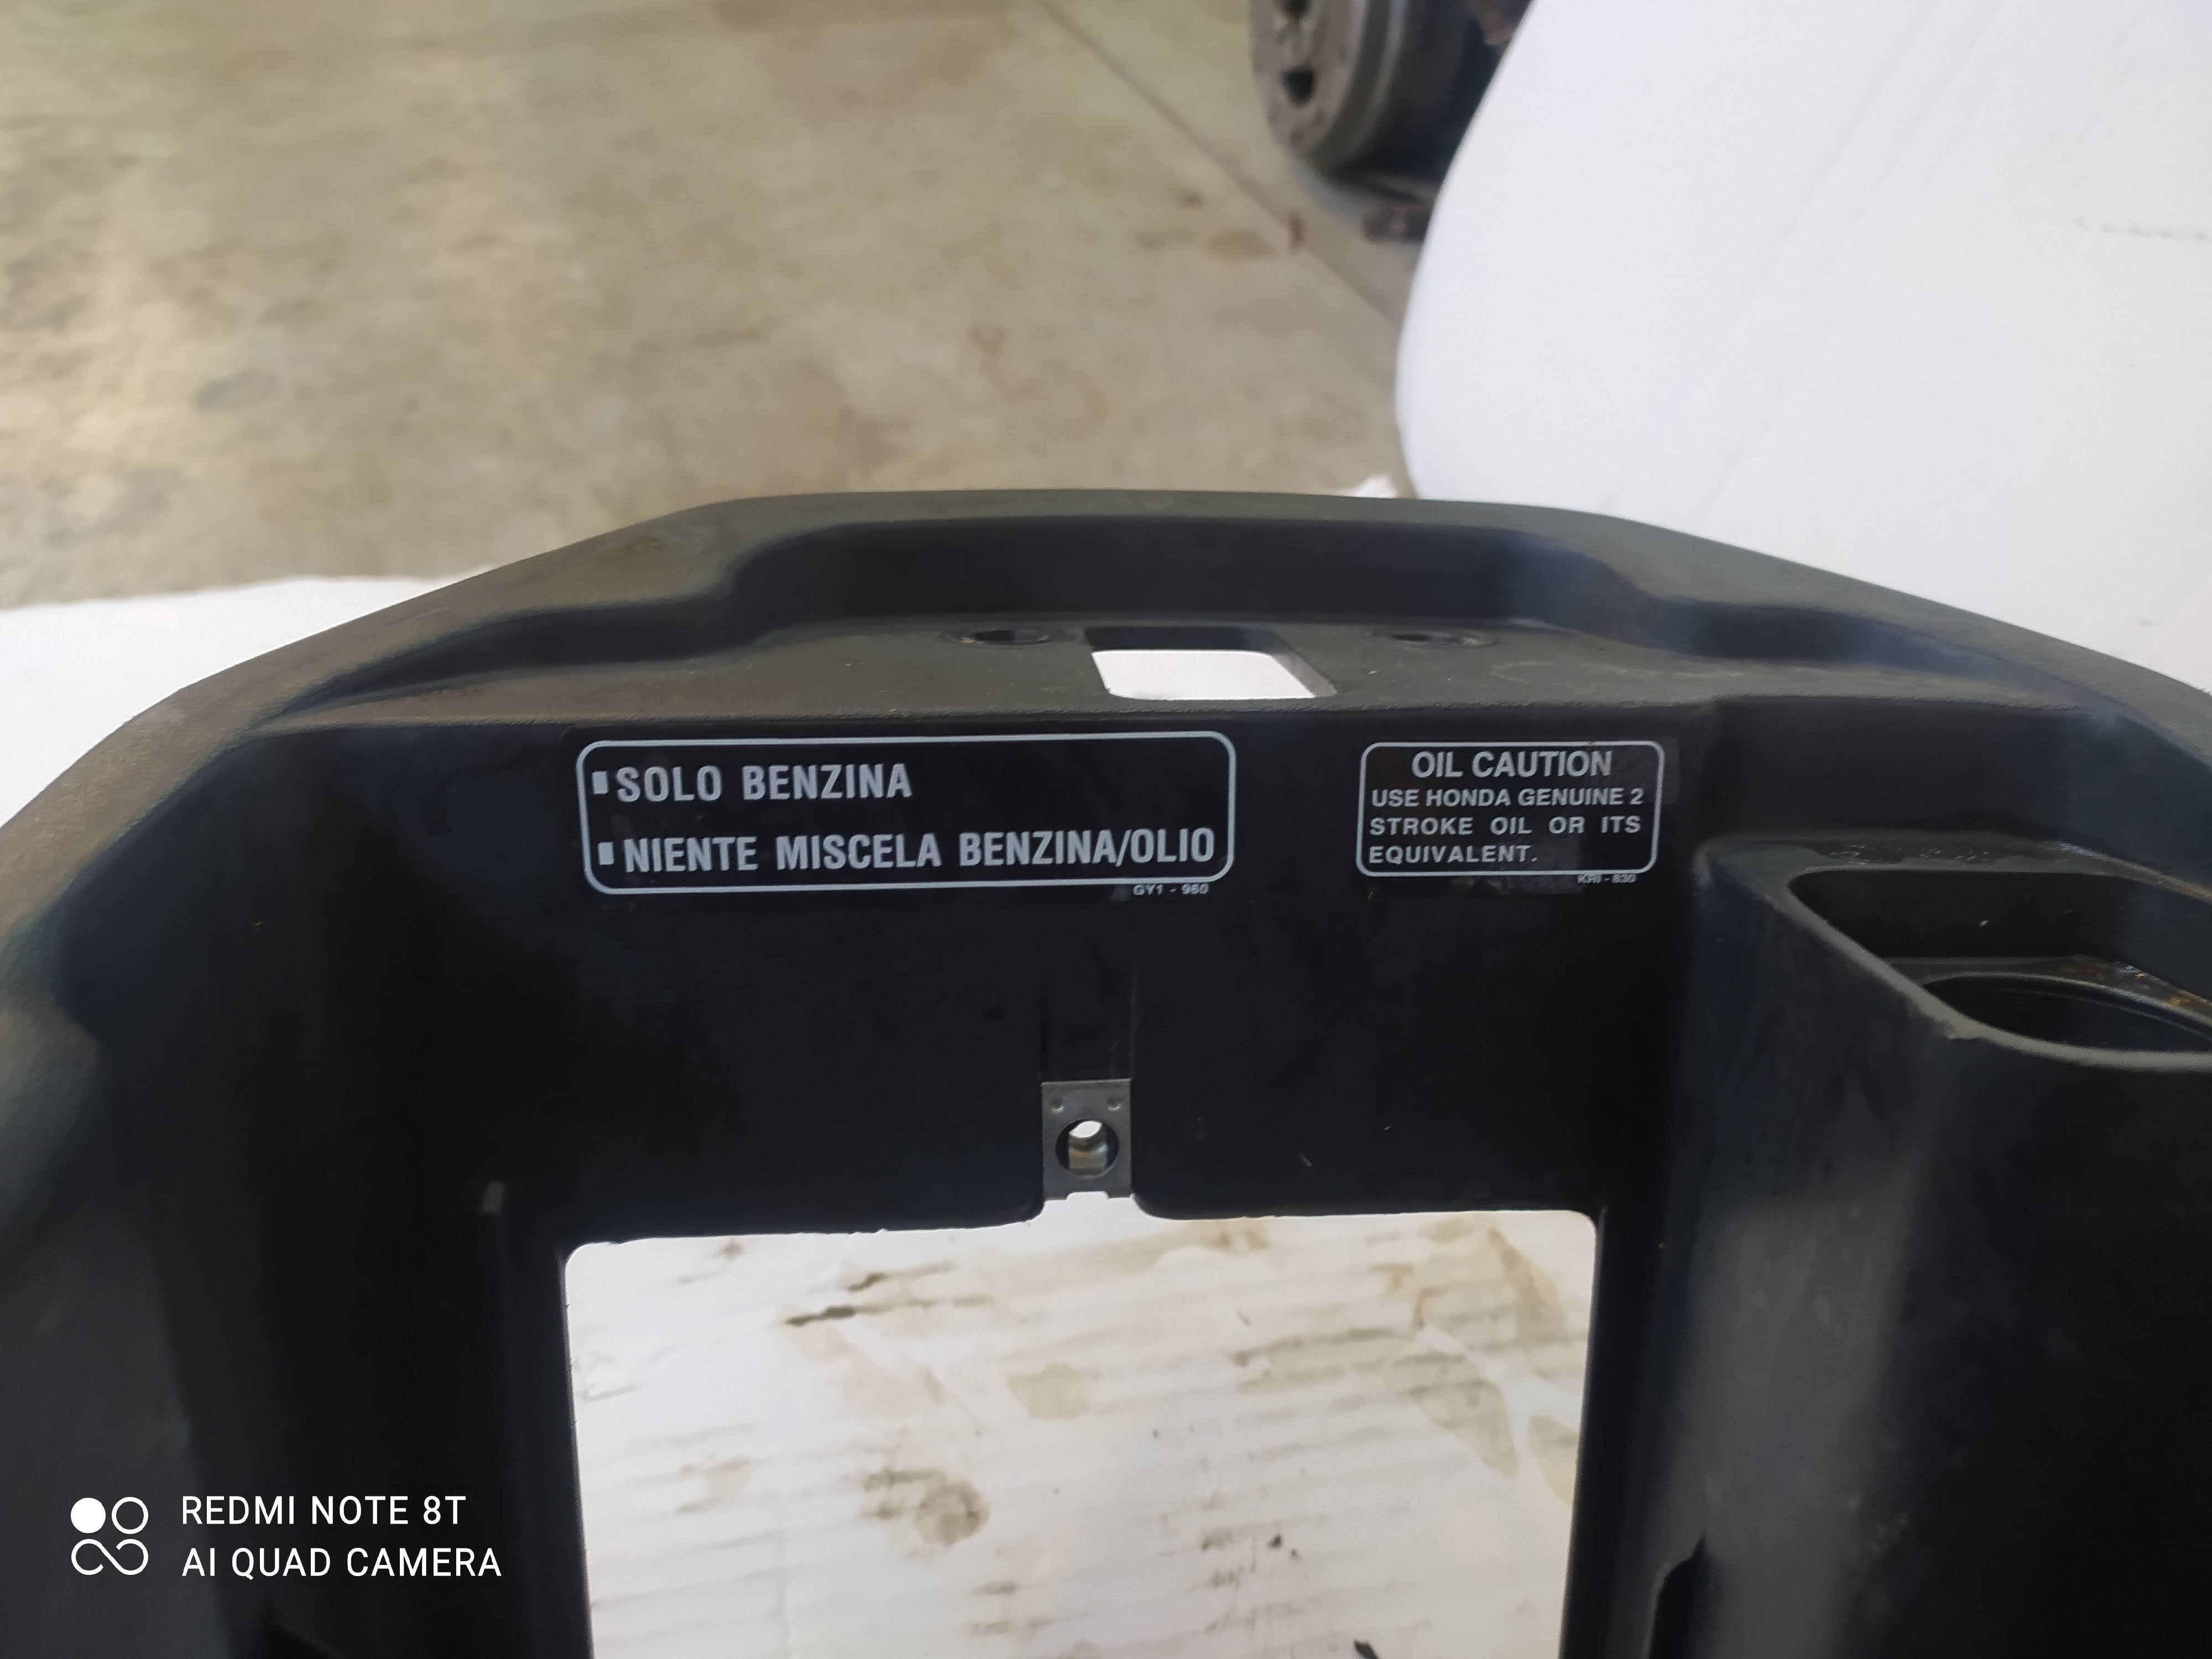 SOLO BENZINA
NIENTE MISCELA BENZINA/OLIO
GY1 - 960
OIL CAUTION
USE HONDA GENUINE 2
STROKE OIL OR ITS
EQUIVALENT.
REDMI NOTE 8T
AI QUAD CAMERA